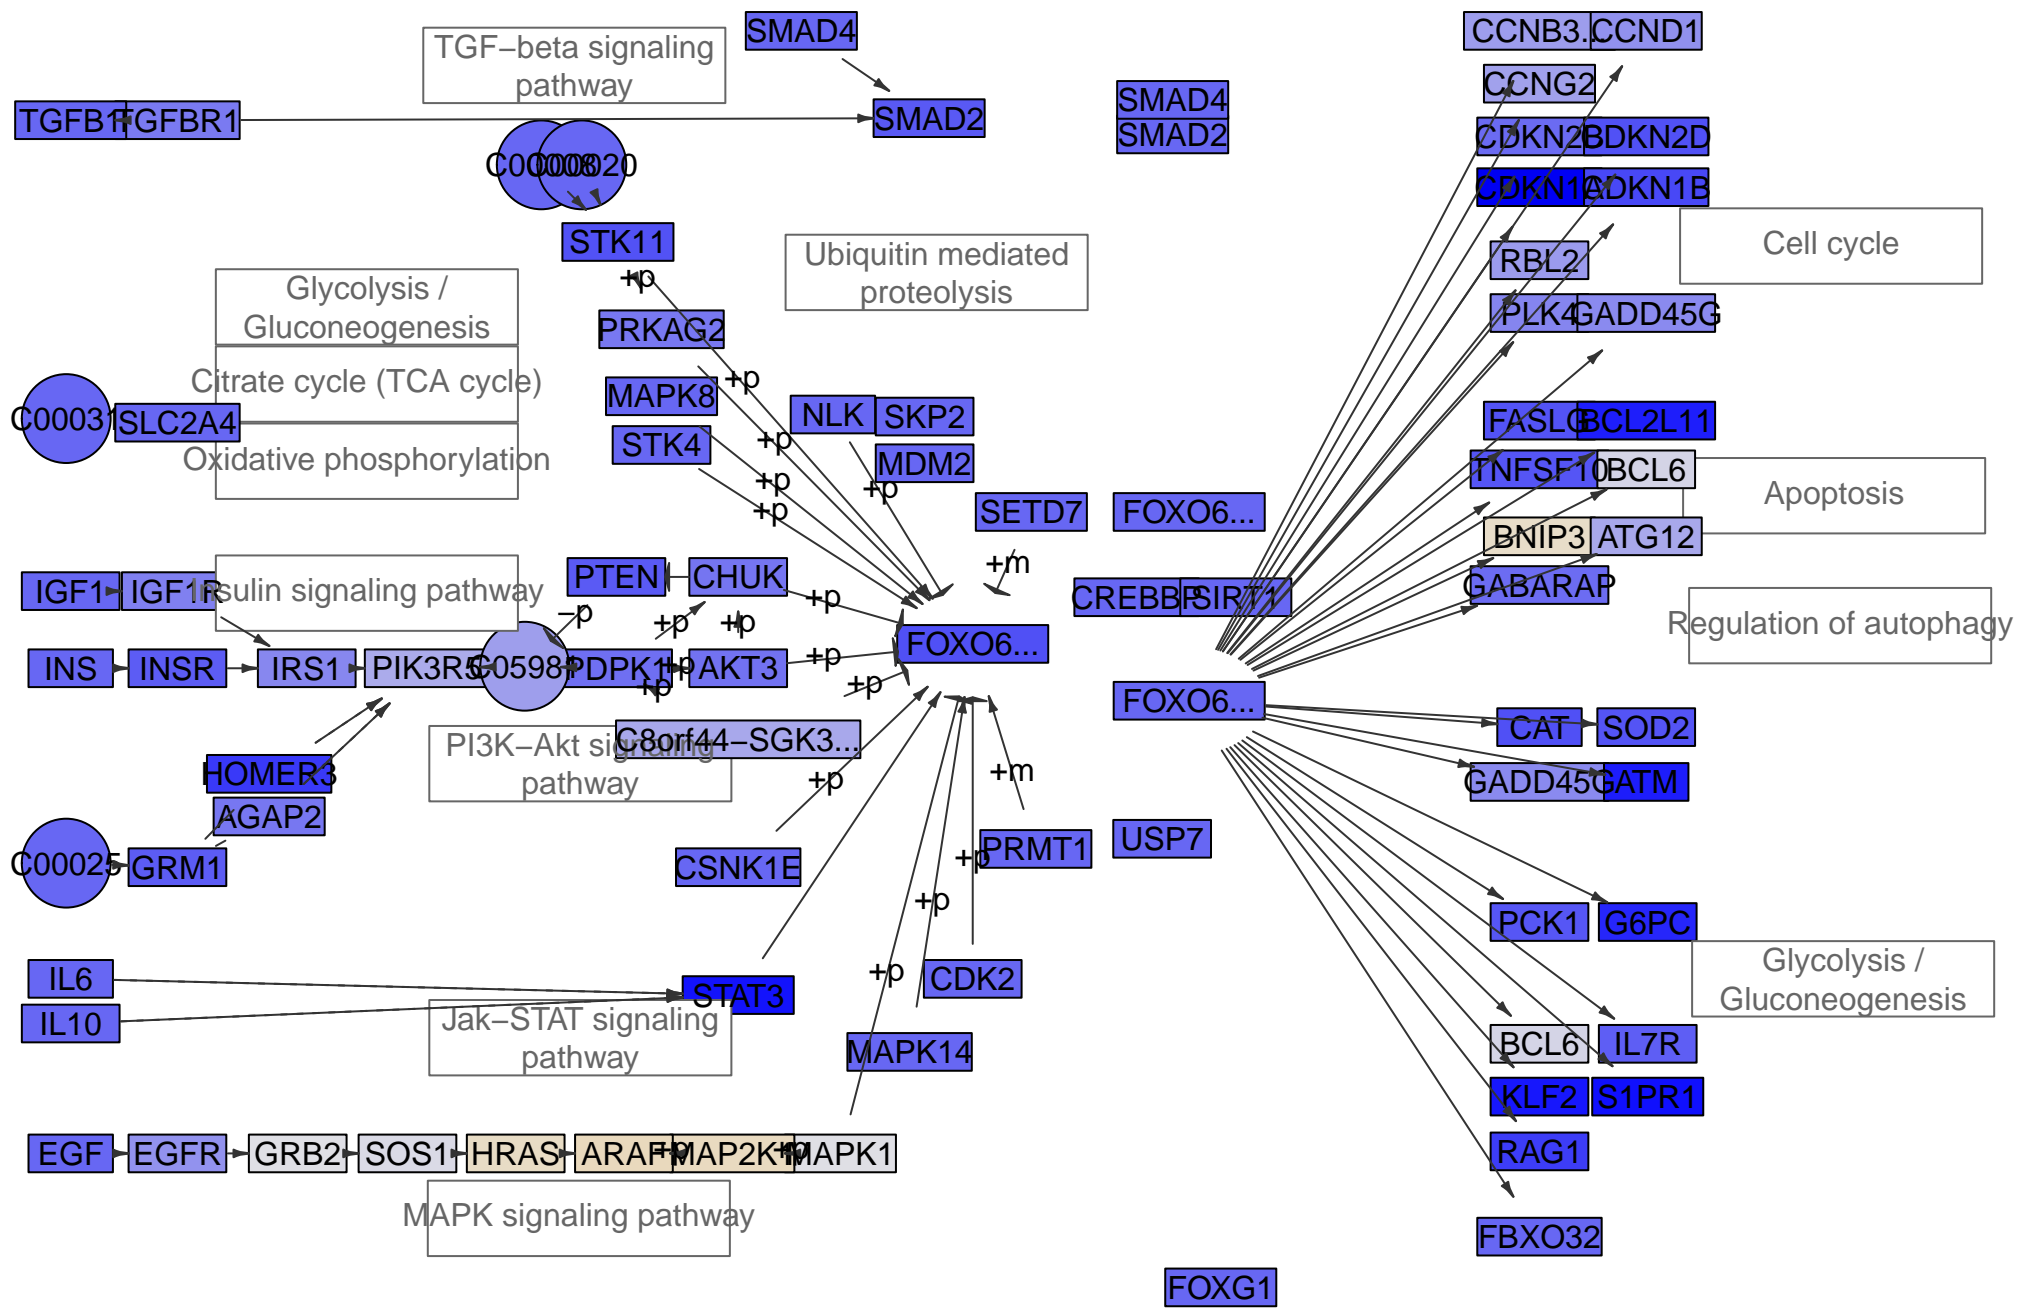 SMAD4
CCNB3...
CCND1
TGF−beta signaling
pathway
CCNG2
SMAD4
TGFB1
TGFBR1
SMAD2
SMAD2
CDKN2B
CDKN2D
C00020
CDKN1A
CDKN1B
STK11
Ubiquitin mediated
proteolysis
Cell cycle
RBL2
+p
Glycolysis /
Gluconeogenesis
PRKAG2
PLK4
GADD45G
Citrate cycle (TCA cycle)
+p
MAPK8
C00031
SLC2A4
NLK
SKP2
FASLG
BCL2L11
STK4
+p
Oxidative phosphorylation
MDM2
TNFSF10
BCL6
+p
+p
Apoptosis
+p
SETD7
FOXO6...
BNIP3
ATG12
+m
IGF1
IGF1R
Insulin signaling pathway
PTEN
CHUK
GABARAP
−p
+p
CREBBP
SIRT1
+p
+p
Regulation of autophagy
FOXO6...
INS
INSR
IRS1
PIK3R5
C05981
PDPK1
+p
AKT3
+p
+p
+p
FOXO6...
C8orf44−SGK3...
CAT
SOD2
PI3K−Akt signaling
pathway
HOMER3
+p
+m
GADD45G
GATM
AGAP2
C00025
GRM1
CSNK1E
+p
PRMT1
USP7
+p
PCK1
G6PC
IL6
+p
CDK2
Glycolysis /
Gluconeogenesis
STAT3
IL10
Jak−STAT signaling
pathway
MAPK14
BCL6
IL7R
KLF2
S1PR1
EGF
EGFR
GRB2
SOS1
HRAS
ARAF
+p
MAP2K1
+p
MAPK1
RAG1
MAPK signaling pathway
FBXO32
FOXG1